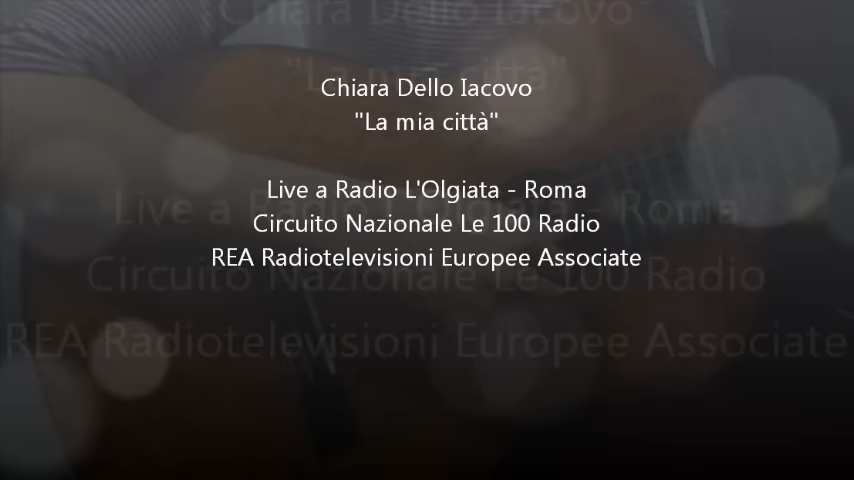 Chiara Dello Iacovo
"La mia città"
Live a Radio L'Olgiata - Roma
Circuito Nazionale Le 100 Radio
REA Radiotelevisioni Europee Associate